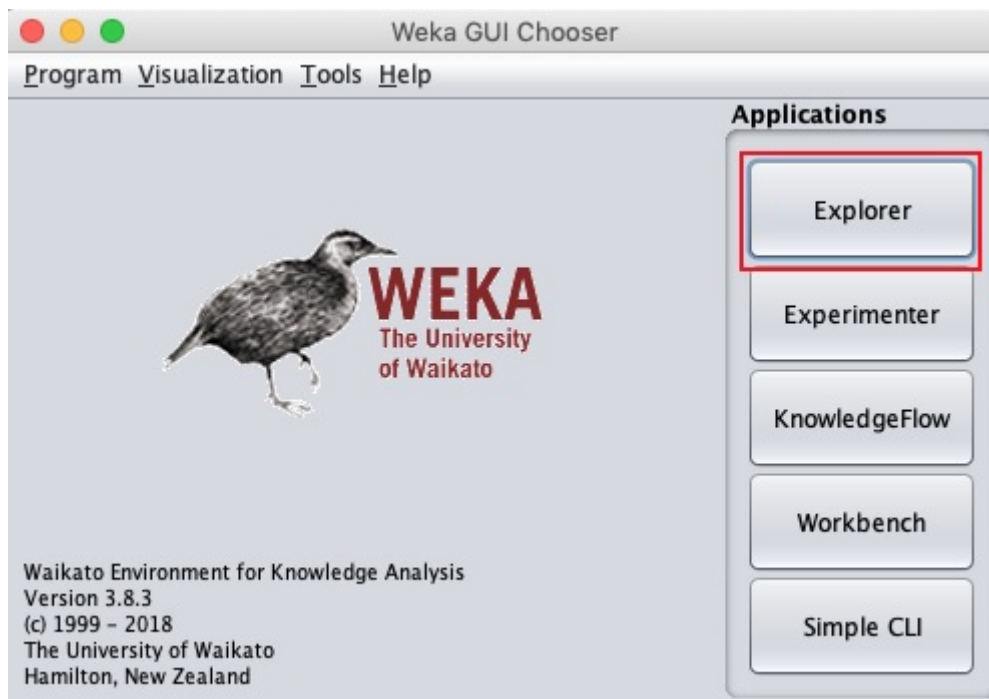 Weka GUI Chooser
Program Visualization Tools Help
Applications
Explorer
Experimenter
KnowledgeFlow
Workbench
Simple CLI
WEKA
The University
of Waikato
Waikato Environment for Knowledge Analysis
Version 3.8.3
(c) 1999 – 2018
The University of Waikato
Hamilton, New Zealand